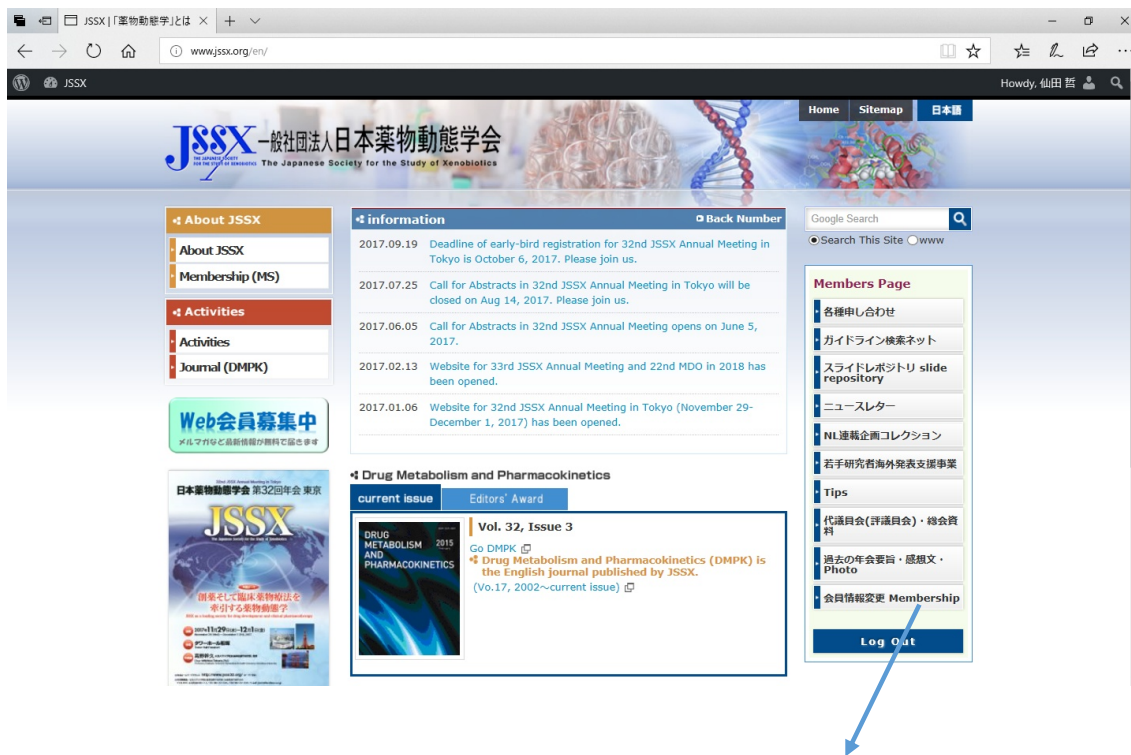 JSSX | 「薬物動態学」とは
www.jssx.org/en/
JSSX
Howdy, 仙田 哲
Home
Sitemap
日本語
JSSX
THE JAPANESE SOCIETY
FOR THE STUDY OF XENOBIOTICS
一般社団法人日本薬物動態学会
The Japanese Society for the Study of Xenobiotics
About JSSX
About JSSX
Membership (MS)
Activities
Activities
Journal (DMPK)
Web会員募集中
メルマガなど最新情報が無料で届きます
日本薬物動態学会 第32回年会 東京
JSSX
創薬そして臨床薬物療法を
牽引する薬物動態学
information
Back Number
2017.09.19 Deadline of early-bird registration for 32nd JSSX Annual Meeting in
Tokyo is October 6, 2017. Please join us.
2017.07.25 Call for Abstracts in 32nd JSSX Annual Meeting in Tokyo will be
closed on Aug 14, 2017. Please join us.
2017.06.05 Call for Abstracts in 32nd JSSX Annual Meeting opens on June 5,
2017.
2017.02.13 Website for 33rd JSSX Annual Meeting and 22nd MDO in 2018 has
been opened.
2017.01.06 Website for 32nd JSSX Annual Meeting in Tokyo (November 29-
December 1, 2017) has been opened.
Drug Metabolism and Pharmacokinetics
current issue
Editors' Award
DRUG
METABOLISM 2015
AND
PHARMACOKINETICS
Vol. 32, Issue 3
Go DMPK
Drug Metabolism and Pharmacokinetics (DMPK) is
the English journal published by JSSX.
(Vo.17, 2002～current issue)
Google Search
Search This Site www
Members Page
各種申し合わせ
ガイドライン検索ネット
スライドレポジトリ slide
repository
ニュースレター
NL連載企画コレクション
若手研究者海外発表支援事業
Tips
代議員会(評議員会)・総会資
料
過去の年会要旨・感想文・
Photo
会員情報変更 Membership
Log Out